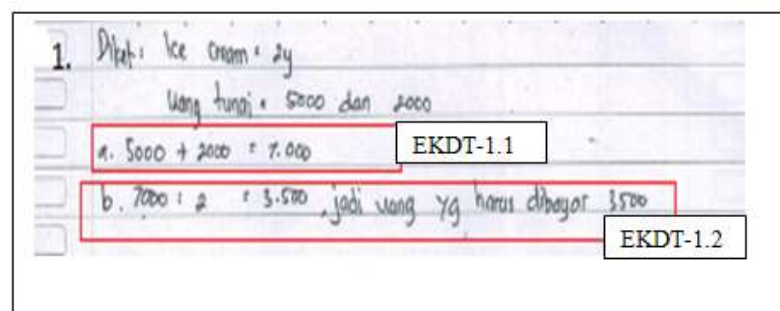 1. Diket: Ice cream = 2y
Uang tunai = 5000 dan 2000
a. 5000 + 2000 = 7.000
EKDT-1.1
b. 7000 : 2 = 3.500, jadi uang yg harus dibayar 3500
EKDT-1.2